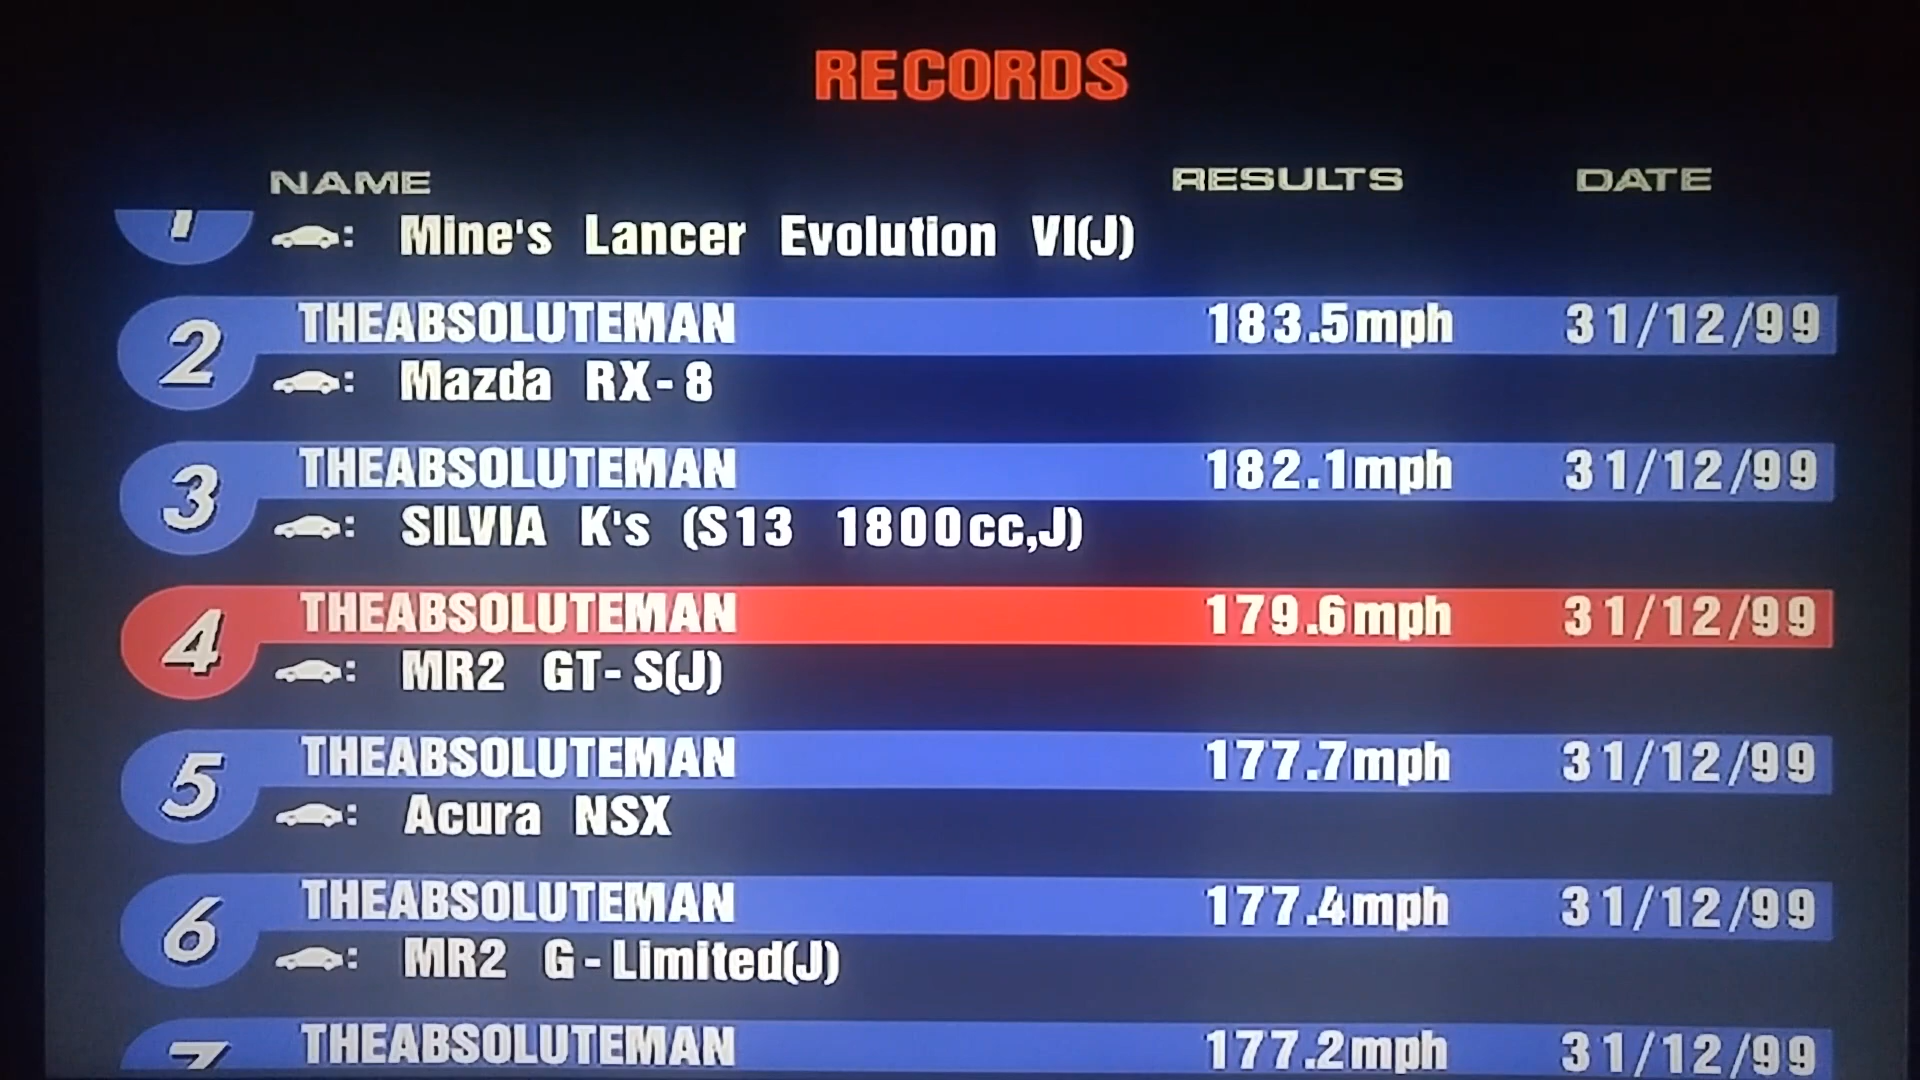 RECORDS
NAME RESULTS DATE
1 : Mine's Lancer Evolution VI(J)
2 THEABSOLUTEMAN 183.5mph 31/12/99
: Mazda RX-8
3 THEABSOLUTEMAN 182.1mph 31/12/99
: SILVIA K's (S13 1800cc,J)
4 THEABSOLUTEMAN 179.6mph 31/12/99
: MR2 GT-S(J)
5 THEABSOLUTEMAN 177.7mph 31/12/99
: Acura NSX
6 THEABSOLUTEMAN 177.4mph 31/12/99
: MR2 G-Limited(J)
7 THEABSOLUTEMAN 177.2mph 31/12/99